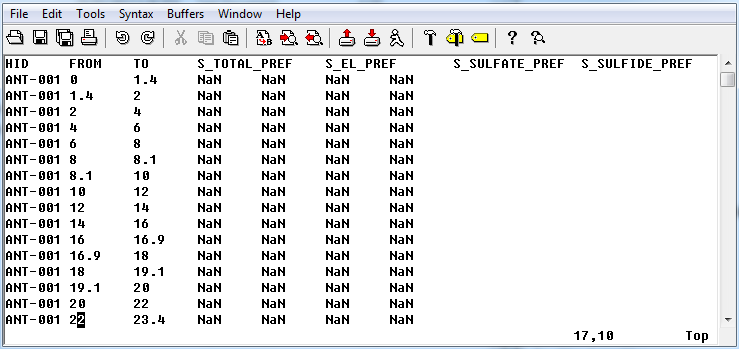 File Edit Tools Syntax Buffers Window Help
HID FROM TO S_TOTAL_PREF S_EL_PREF S_SULFATE_PREF S_SULFIDE_PREF
ANT-001 0 1.4 NaN NaN NaN NaN
ANT-001 1.4 2 NaN NaN NaN NaN
ANT-001 2 4 NaN NaN NaN NaN
ANT-001 4 6 NaN NaN NaN NaN
ANT-001 6 8 NaN NaN NaN NaN
ANT-001 8 8.1 NaN NaN NaN NaN
ANT-001 8.1 10 NaN NaN NaN NaN
ANT-001 10 12 NaN NaN NaN NaN
ANT-001 12 14 NaN NaN NaN NaN
ANT-001 14 16 NaN NaN NaN NaN
ANT-001 16 16.9 NaN NaN NaN NaN
ANT-001 16.9 18 NaN NaN NaN NaN
ANT-001 18 19.1 NaN NaN NaN NaN
ANT-001 19.1 20 NaN NaN NaN NaN
ANT-001 20 22 NaN NaN NaN NaN
ANT-001 22 23.4 NaN NaN NaN NaN
17,10 Top